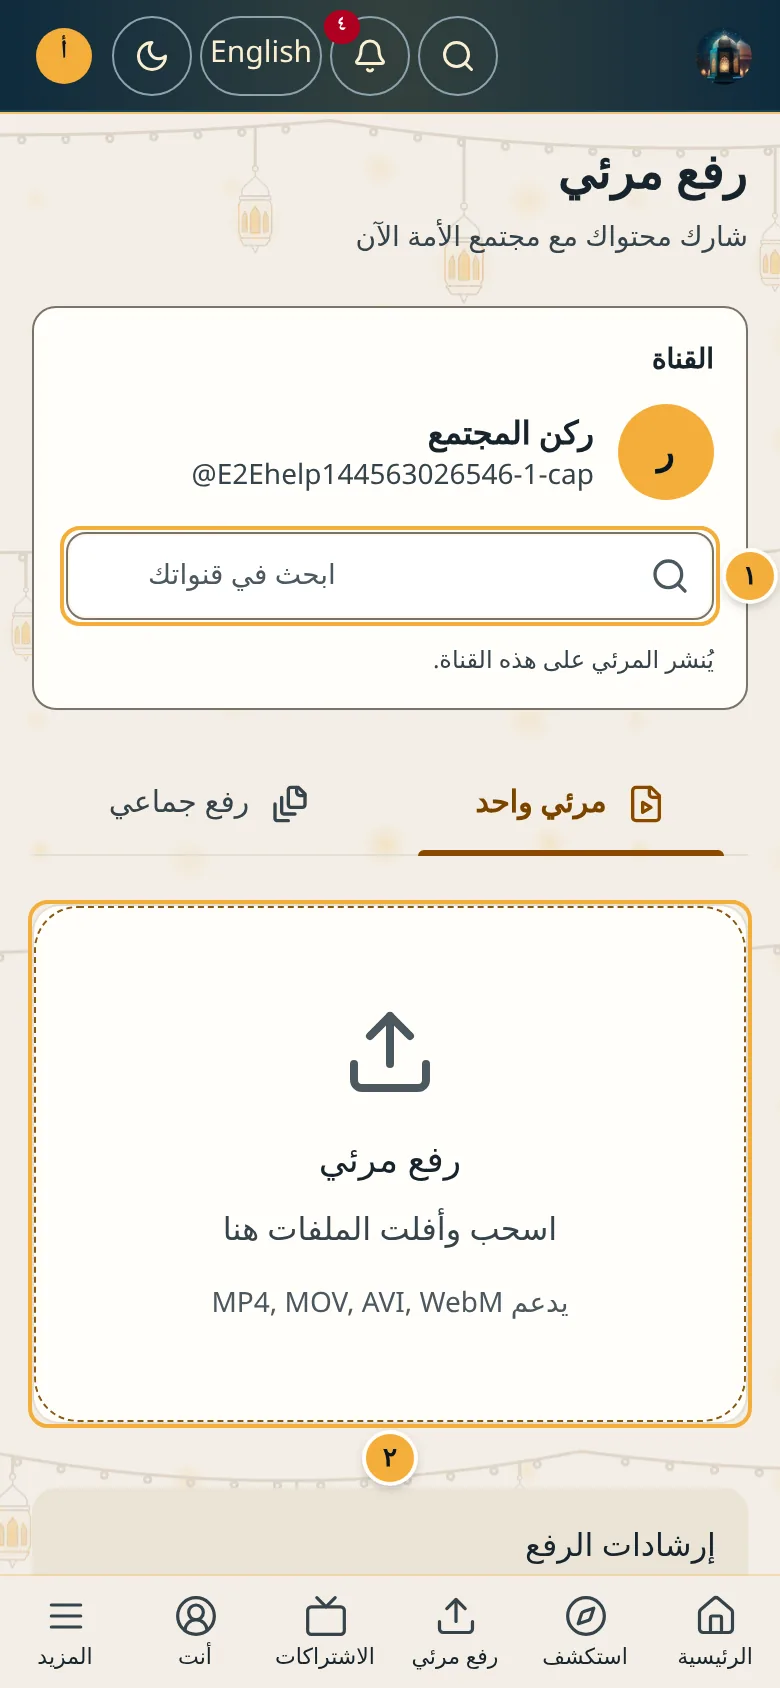 أ
English
٤
رفع مرئي
شارك محتواك مع مجتمع الأمة الآن
القناة
ر
ركن المجتمع
@E2Ehelp144563026546-1-cap
ابحث في قنواتك
١
يُنشر المرئي على هذه القناة.
مرئي واحد
رفع جماعي
رفع مرئي
اسحب وأفلت الملفات هنا
يدعم MP4, MOV, AVI, WebM
٢
إرشادات الرفع
الرئيسية
استكشف
رفع مرئي
الاشتراكات
أنت
المزيد